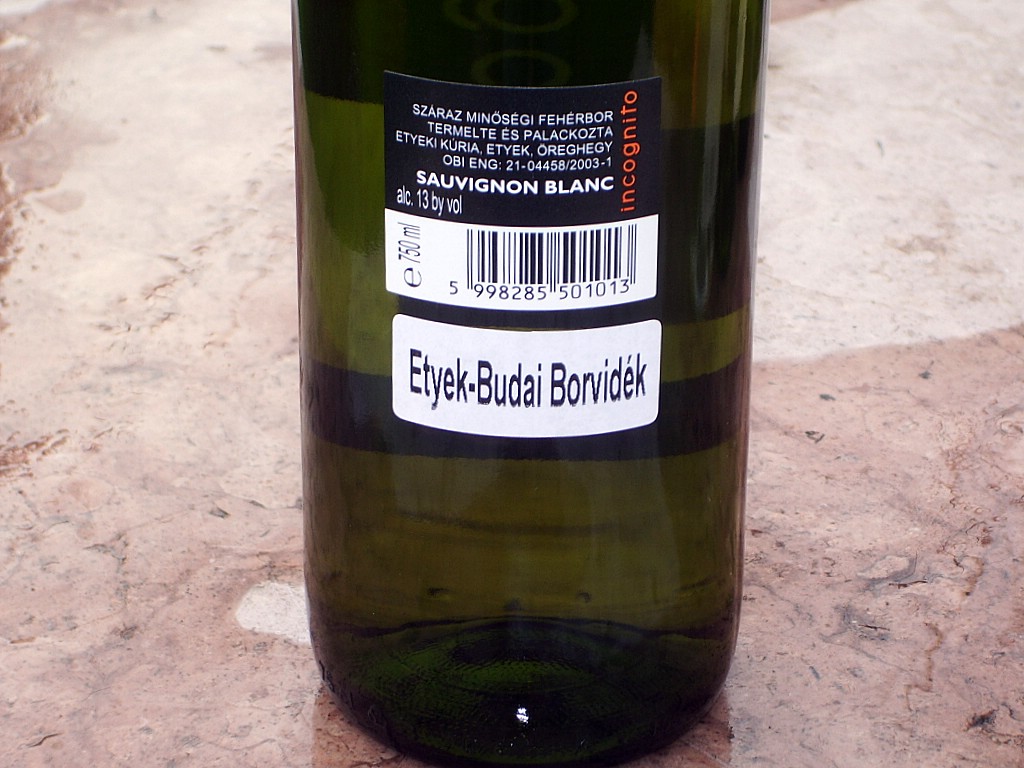 SZÁRAZ MINŐSÉGI FEHÉRBOR
TERMELTE ÉS PALACKOZTA
ETYEKI KÚRIA, ETYEK, ÖREGHEGY
OBI ENG: 21-04458/2003-1
SAUVIGNON BLANC
alc. 13 by vol
incognito
e 750 ml
5 998285 501013
Etyek-Budai Borvidék